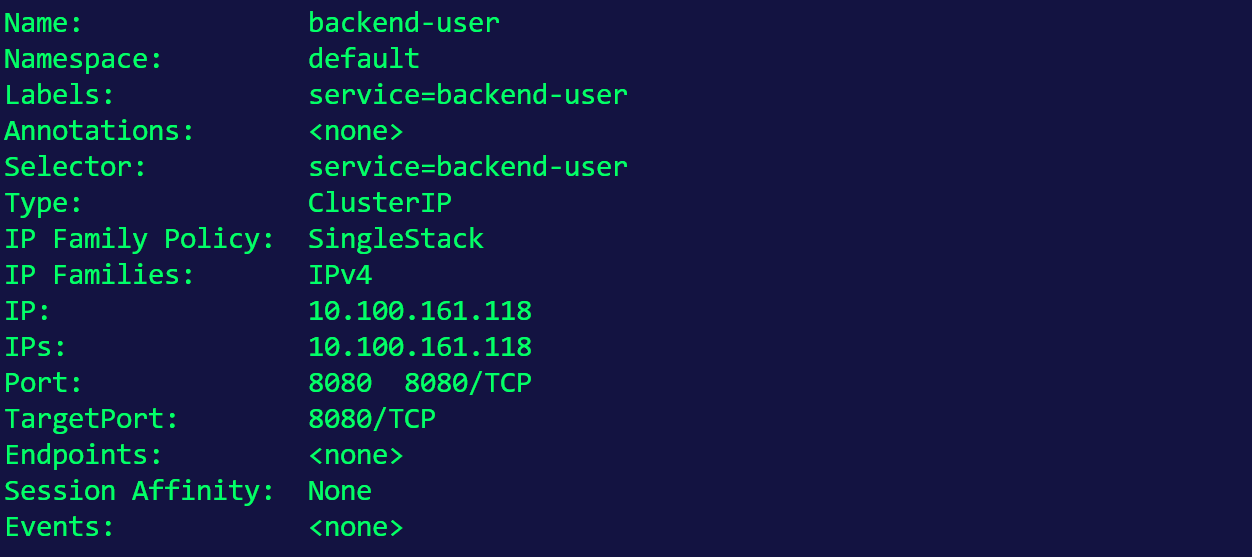 Name:              backend-user
Namespace:         default
Labels:            service=backend-user
Annotations:       <none>
Selector:          service=backend-user
Type:              ClusterIP
IP Family Policy:  SingleStack
IP Families:       IPv4
IP:                10.100.161.118
IPs:               10.100.161.118
Port:              8080  8080/TCP
TargetPort:        8080/TCP
Endpoints:         <none>
Session Affinity:  None
Events:            <none>